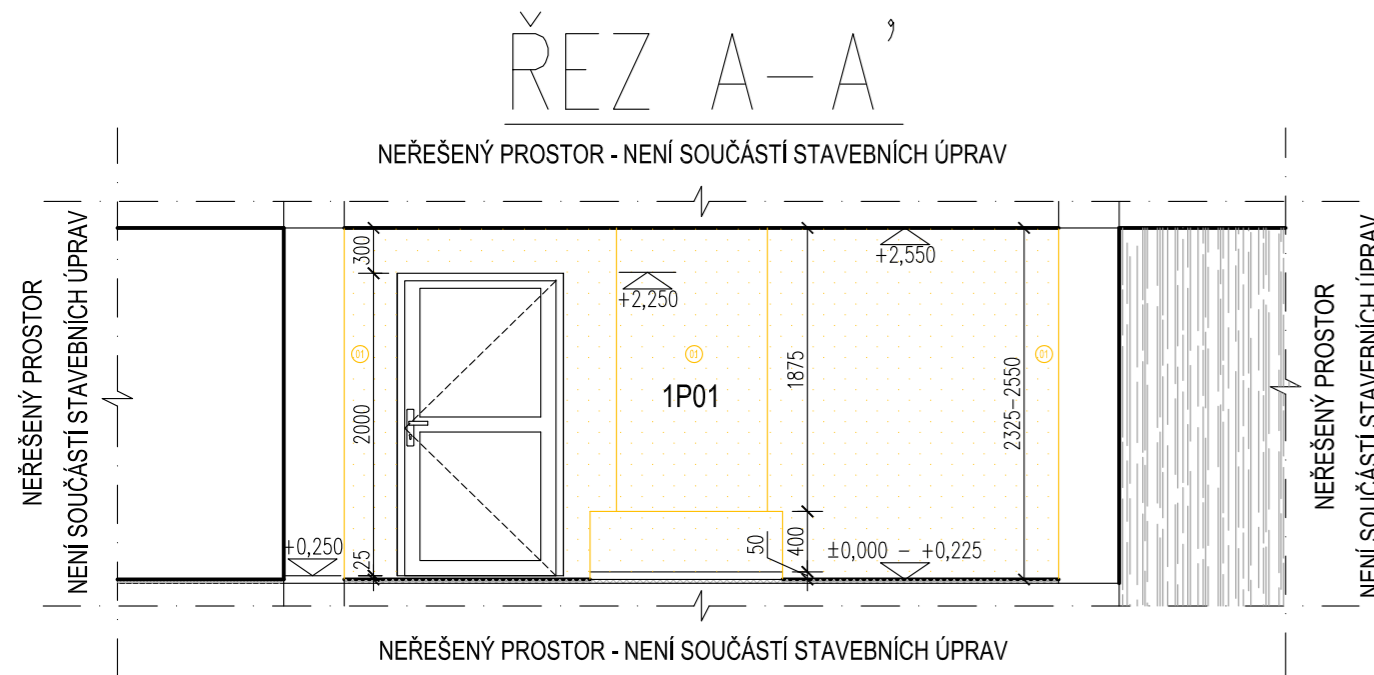 ŘEZ A-A'
NEŘEŠENÝ PROSTOR - NENÍ SOUČÁSTÍ STAVEBNÍCH ÚPRAV
NEŘEŠENÝ PROSTOR
NENÍ SOUČÁSTÍ STAVEBNÍCH ÚPRAV
300
2000
25
+0,250
01
+2,250
01
1P01
1875
50
400
+2,550
±0,000 - +0,225
2325-2550
01
NEŘEŠENÝ PROSTOR
NENÍ SOUČÁSTÍ STAVEBNÍCH ÚPRAV
NEŘEŠENÝ PROSTOR - NENÍ SOUČÁSTÍ STAVEBNÍCH ÚPRAV